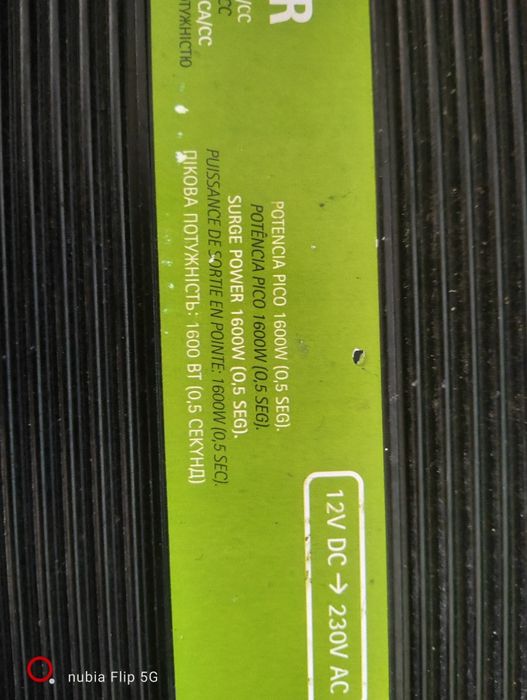 R
/CC
CC
CA/CC
ТУЖНІСТЮ
POTENCIA PICO 1600W (0,5 SEG).
POTÊNCIA PICO 1600W (0,5 SEG).
SURGE POWER 1600W (0,5 SEG).
PUISSANCE DE SORTIE EN POINTE: 1600W (0,5 SEC).
ПІКОВА ПОТУЖНІСТЬ: 1600 ВТ (0,5 СЕКУНД)
12V DC → 230V AC
nubia Flip 5G